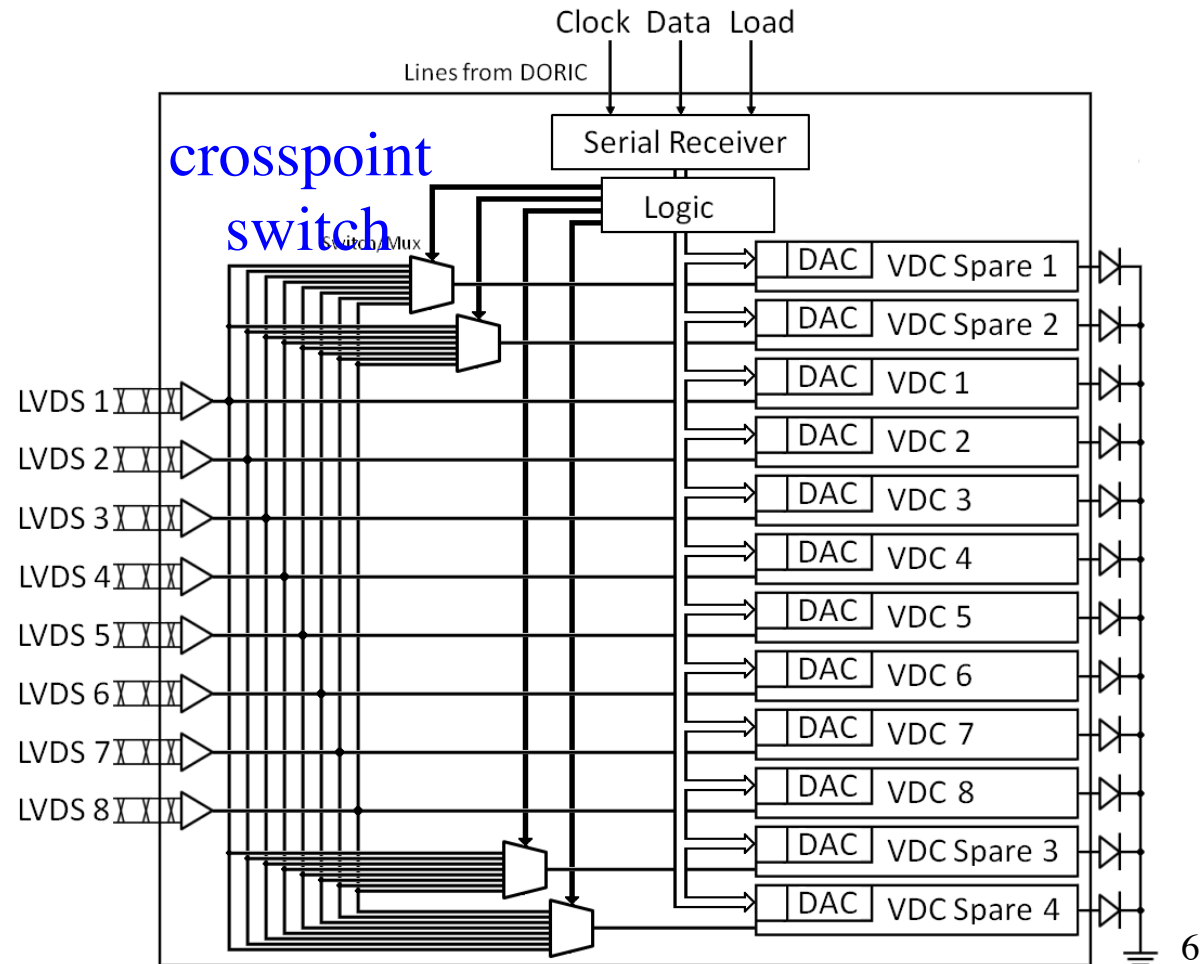 Clock Data Load
Lines from DORIC
crosspoint
switch
Switch/Mux
Serial Receiver
Logic
DAC VDC Spare 1
DAC VDC Spare 2
LVDS 1 DAC VDC 1
LVDS 2 DAC VDC 2
LVDS 3 DAC VDC 3
LVDS 4 DAC VDC 4
LVDS 5 DAC VDC 5
LVDS 6 DAC VDC 6
LVDS 7 DAC VDC 7
LVDS 8 DAC VDC 8
DAC VDC Spare 3
DAC VDC Spare 4
6